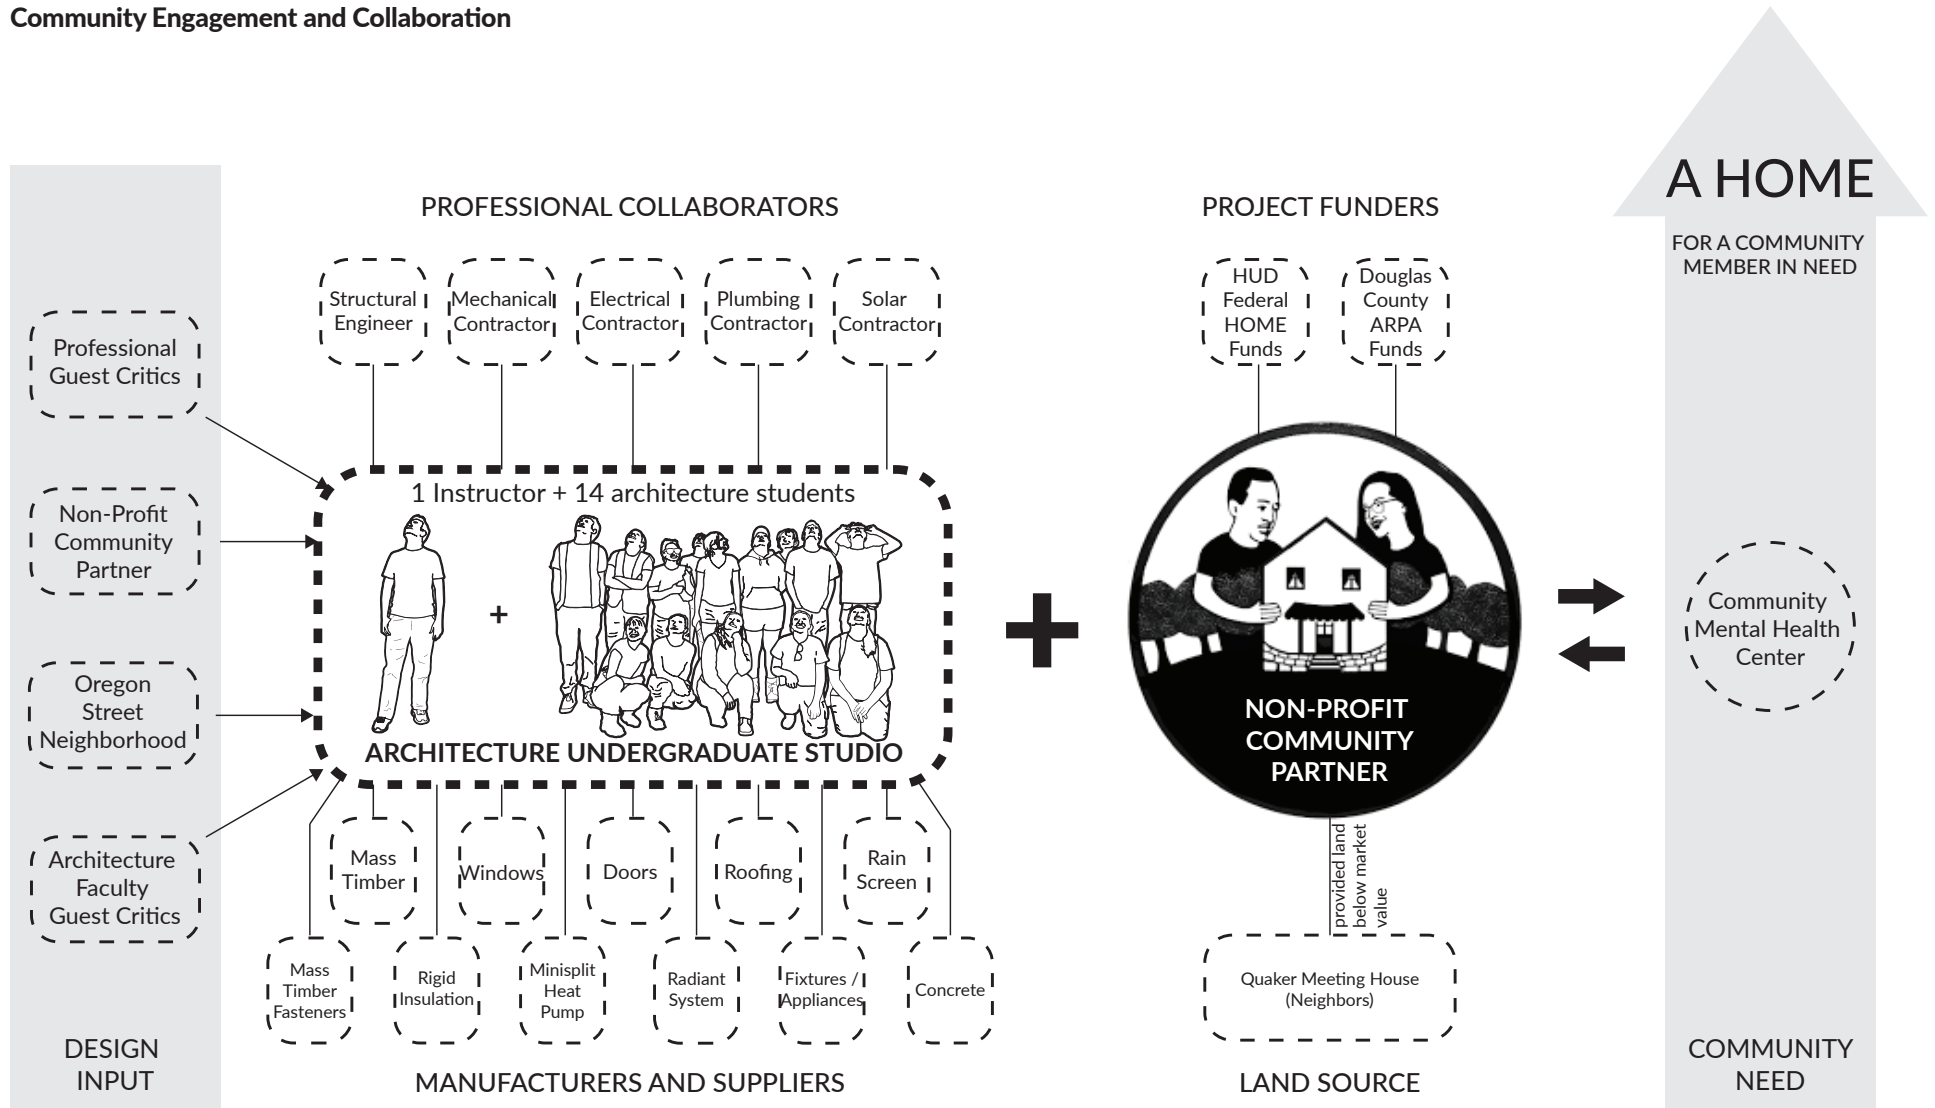 Community Engagement and Collaboration
A HOME
FOR A COMMUNITY
MEMBER IN NEED
PROFESSIONAL COLLABORATORS
Structural
Engineer
Mechanical
Contractor
Electrical
Contractor
Plumbing
Contractor
Solar
Contractor
PROJECT FUNDERS
HUD
Federal
HOME
Funds
Douglas
County
ARPA
Funds
Professional
Guest Critics
Non-Profit
Community
Partner
Oregon
Street
Neighborhood
Architecture
Faculty
Guest Critics
DESIGN
INPUT
1 Instructor + 14 architecture students
+
ARCHITECTURE UNDERGRADUATE STUDIO
Mass
Timber
Windows
Doors
Roofing
Rain
Screen
Mass
Timber
Fasteners
Rigid
Insulation
Minisplit
Heat
Pump
Radiant
System
Fixtures /
Appliances
Concrete
MANUFACTURERS AND SUPPLIERS
NON-PROFIT
COMMUNITY
PARTNER
provided land
below market
value
Quaker Meeting House
(Neighbors)
LAND SOURCE
Community
Mental Health
Center
COMMUNITY
NEED